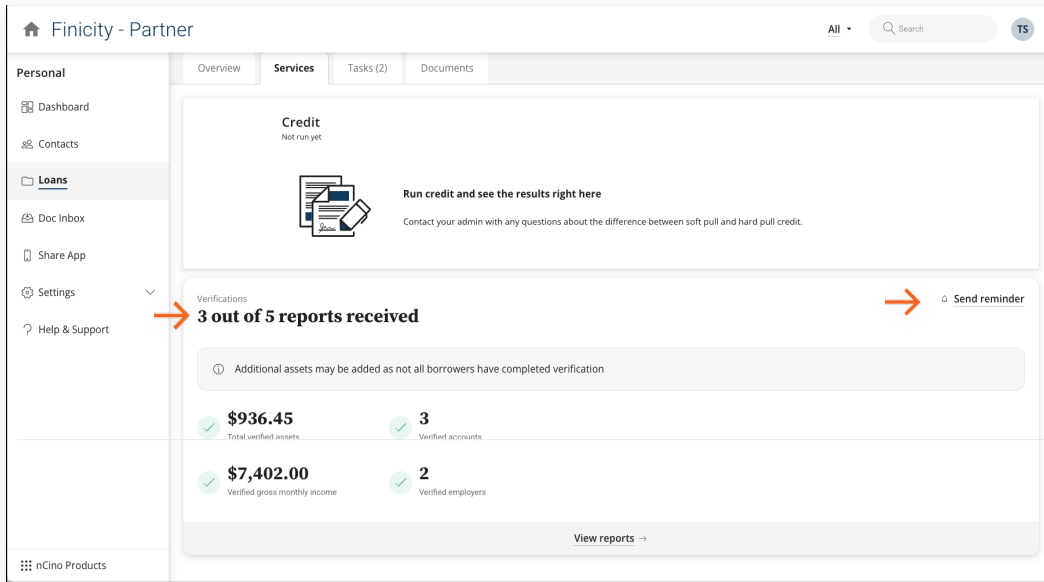 Finicity - Partner
All
Search
TS
Personal
Dashboard
Contacts
Loans
Doc Inbox
Share App
Settings
Help & Support
nCino Products
Overview
Services
Tasks (2)
Documents
Credit
Not run yet
Run credit and see the results right here
Contact your admin with any questions about the difference between soft pull and hard pull credit.
Verifications
3 out of 5 reports received
Send reminder
Additional assets may be added as not all borrowers have completed verification
$936.45
Total verified assets
3
Verified accounts
$7,402.00
Verified gross monthly income
2
Verified employers
View reports →